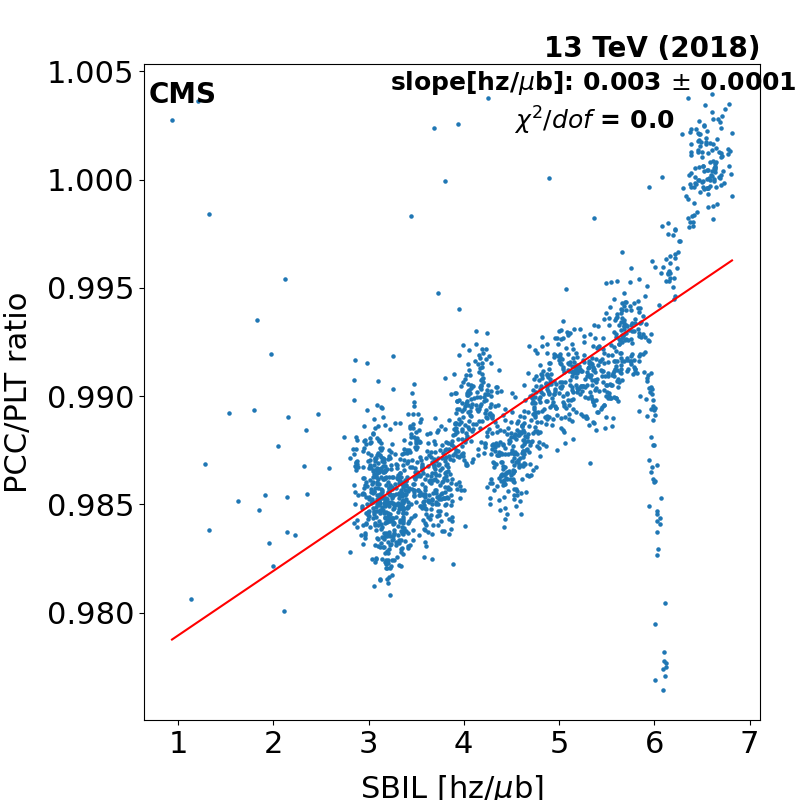 13 TeV (2018)
CMS
slope[hz/μb]: 0.003 ± 0.0001
χ²/dof = 0.0
1.005
1.000
0.995
0.990
0.985
0.980
PCC/PLT ratio
1 2 3 4 5 6 7
SBIL [hz/μb]